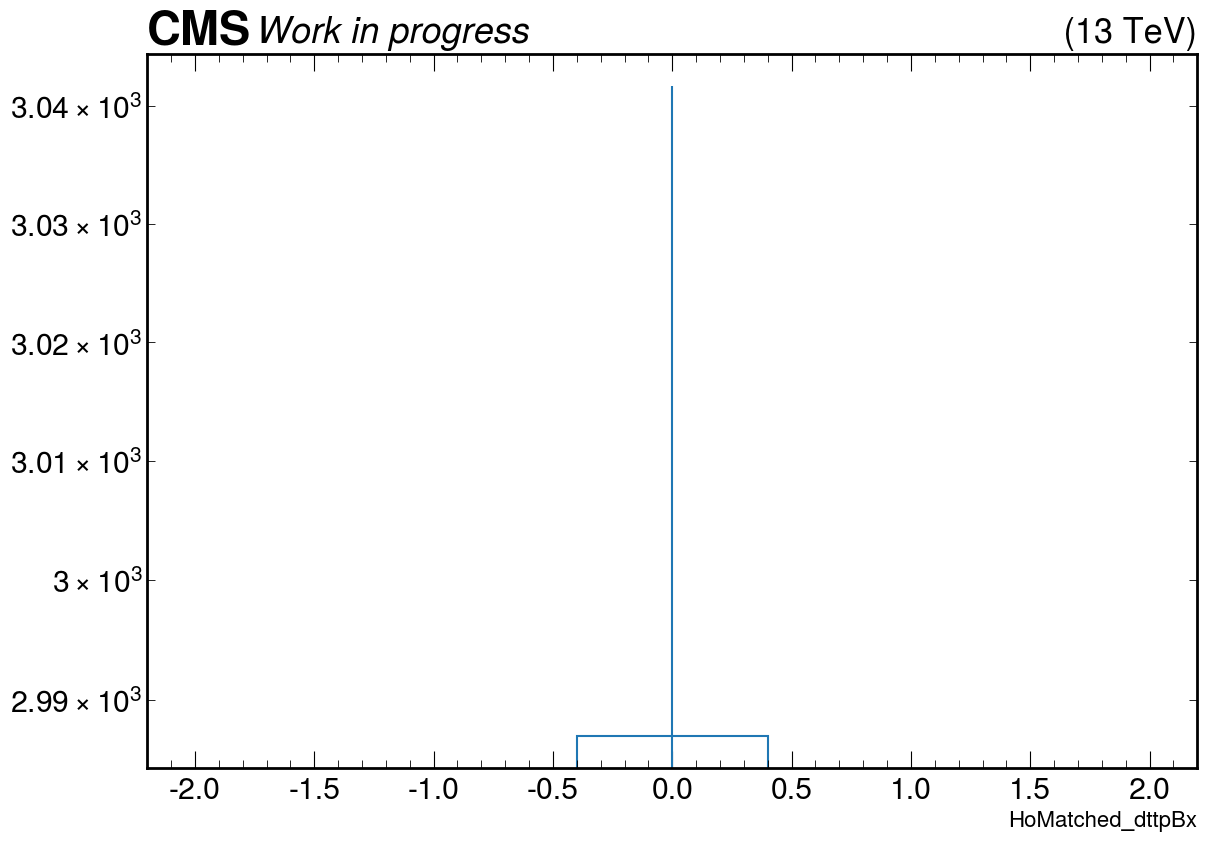 CMS Work in progress (13 TeV)
3.04 × 10³
3.03 × 10³
3.02 × 10³
3.01 × 10³
3 × 10³
2.99 × 10³
-2.0 -1.5 -1.0 -0.5 0.0 0.5 1.0 1.5 2.0
HoMatched_dttpBx